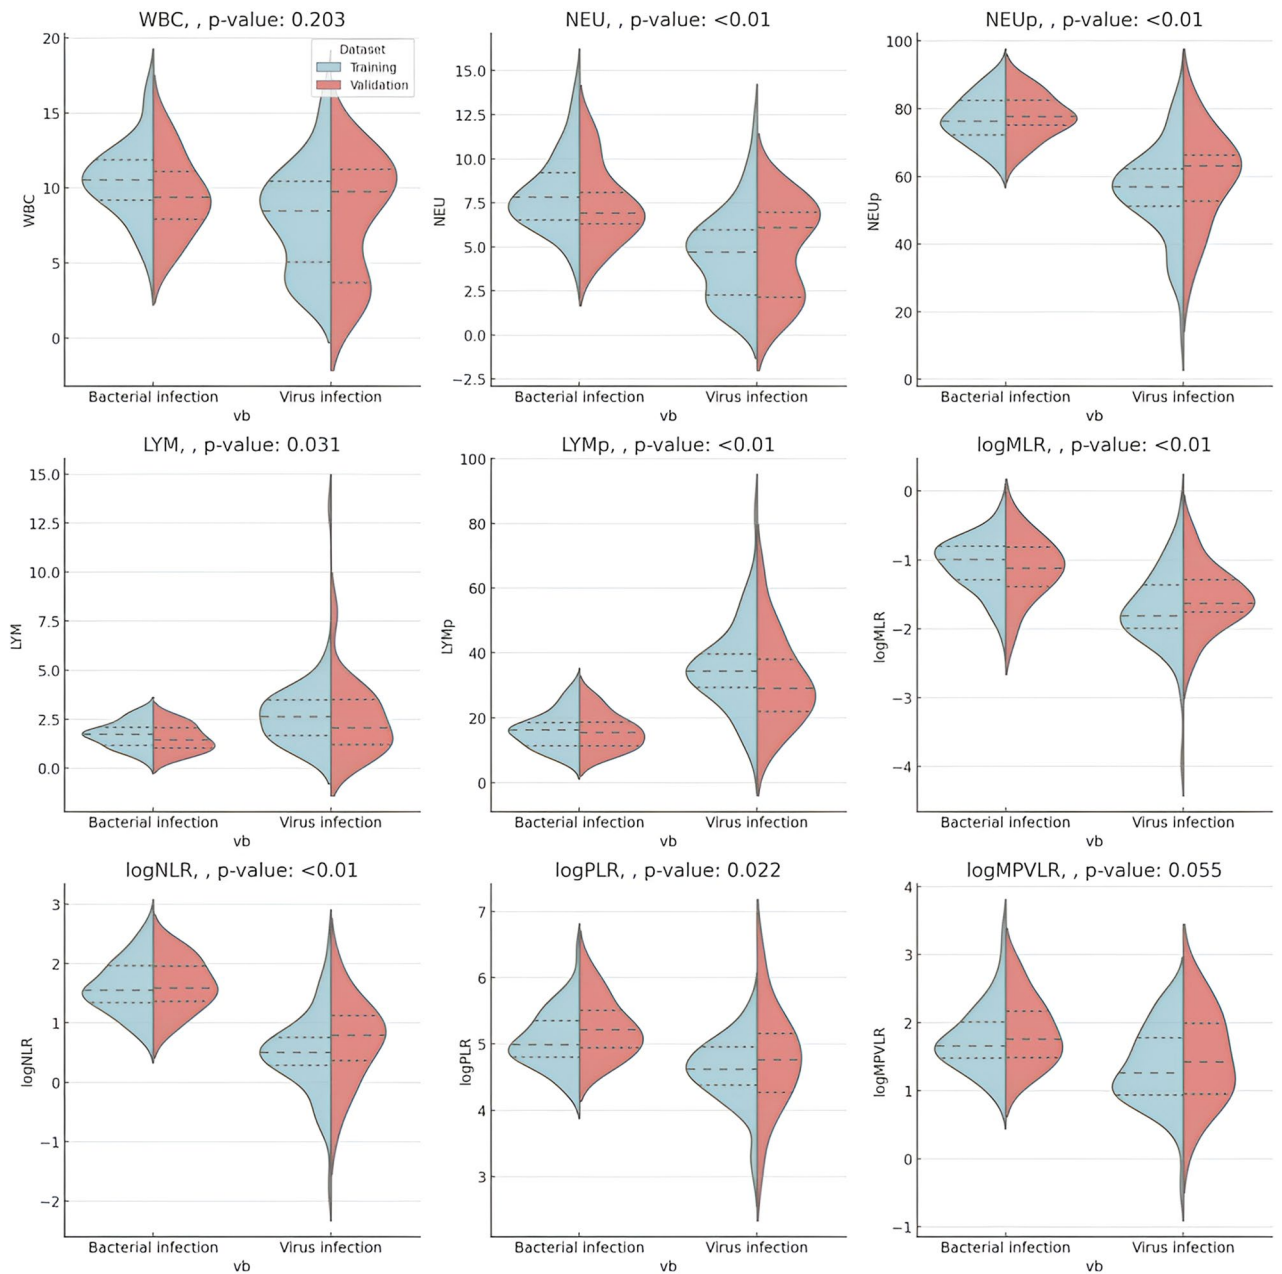 WBC, , p-value: 0.203
20
15
10
5
0
WBC
Dataset
Training
Validation
Bacterial infection
Virus infection
vb
NEU, , p-value: <0.01
15.0
12.5
10.0
7.5
5.0
2.5
0.0
−2.5
NEU
Bacterial infection
Virus infection
vb
NEUp, , p-value: <0.01
100
80
60
40
20
0
NEUp
Bacterial infection
Virus infection
vb
LYM, , p-value: 0.031
15.0
12.5
10.0
7.5
5.0
2.5
0.0
LYM
Bacterial infection
Virus infection
vb
LYMp, , p-value: <0.01
100
80
60
40
20
0
LYMp
Bacterial infection
Virus infection
vb
logMLR, , p-value: <0.01
0
−1
−2
−3
−4
logMLR
Bacterial infection
Virus infection
vb
logNLR, , p-value: <0.01
3
2
1
0
−1
−2
logNLR
Bacterial infection
Virus infection
vb
logPLR, , p-value: 0.022
7
6
5
4
3
logPLR
Bacterial infection
Virus infection
vb
logMPVLR, , p-value: 0.055
4
3
2
1
0
−1
logMPVLR
Bacterial infection
Virus infection
vb